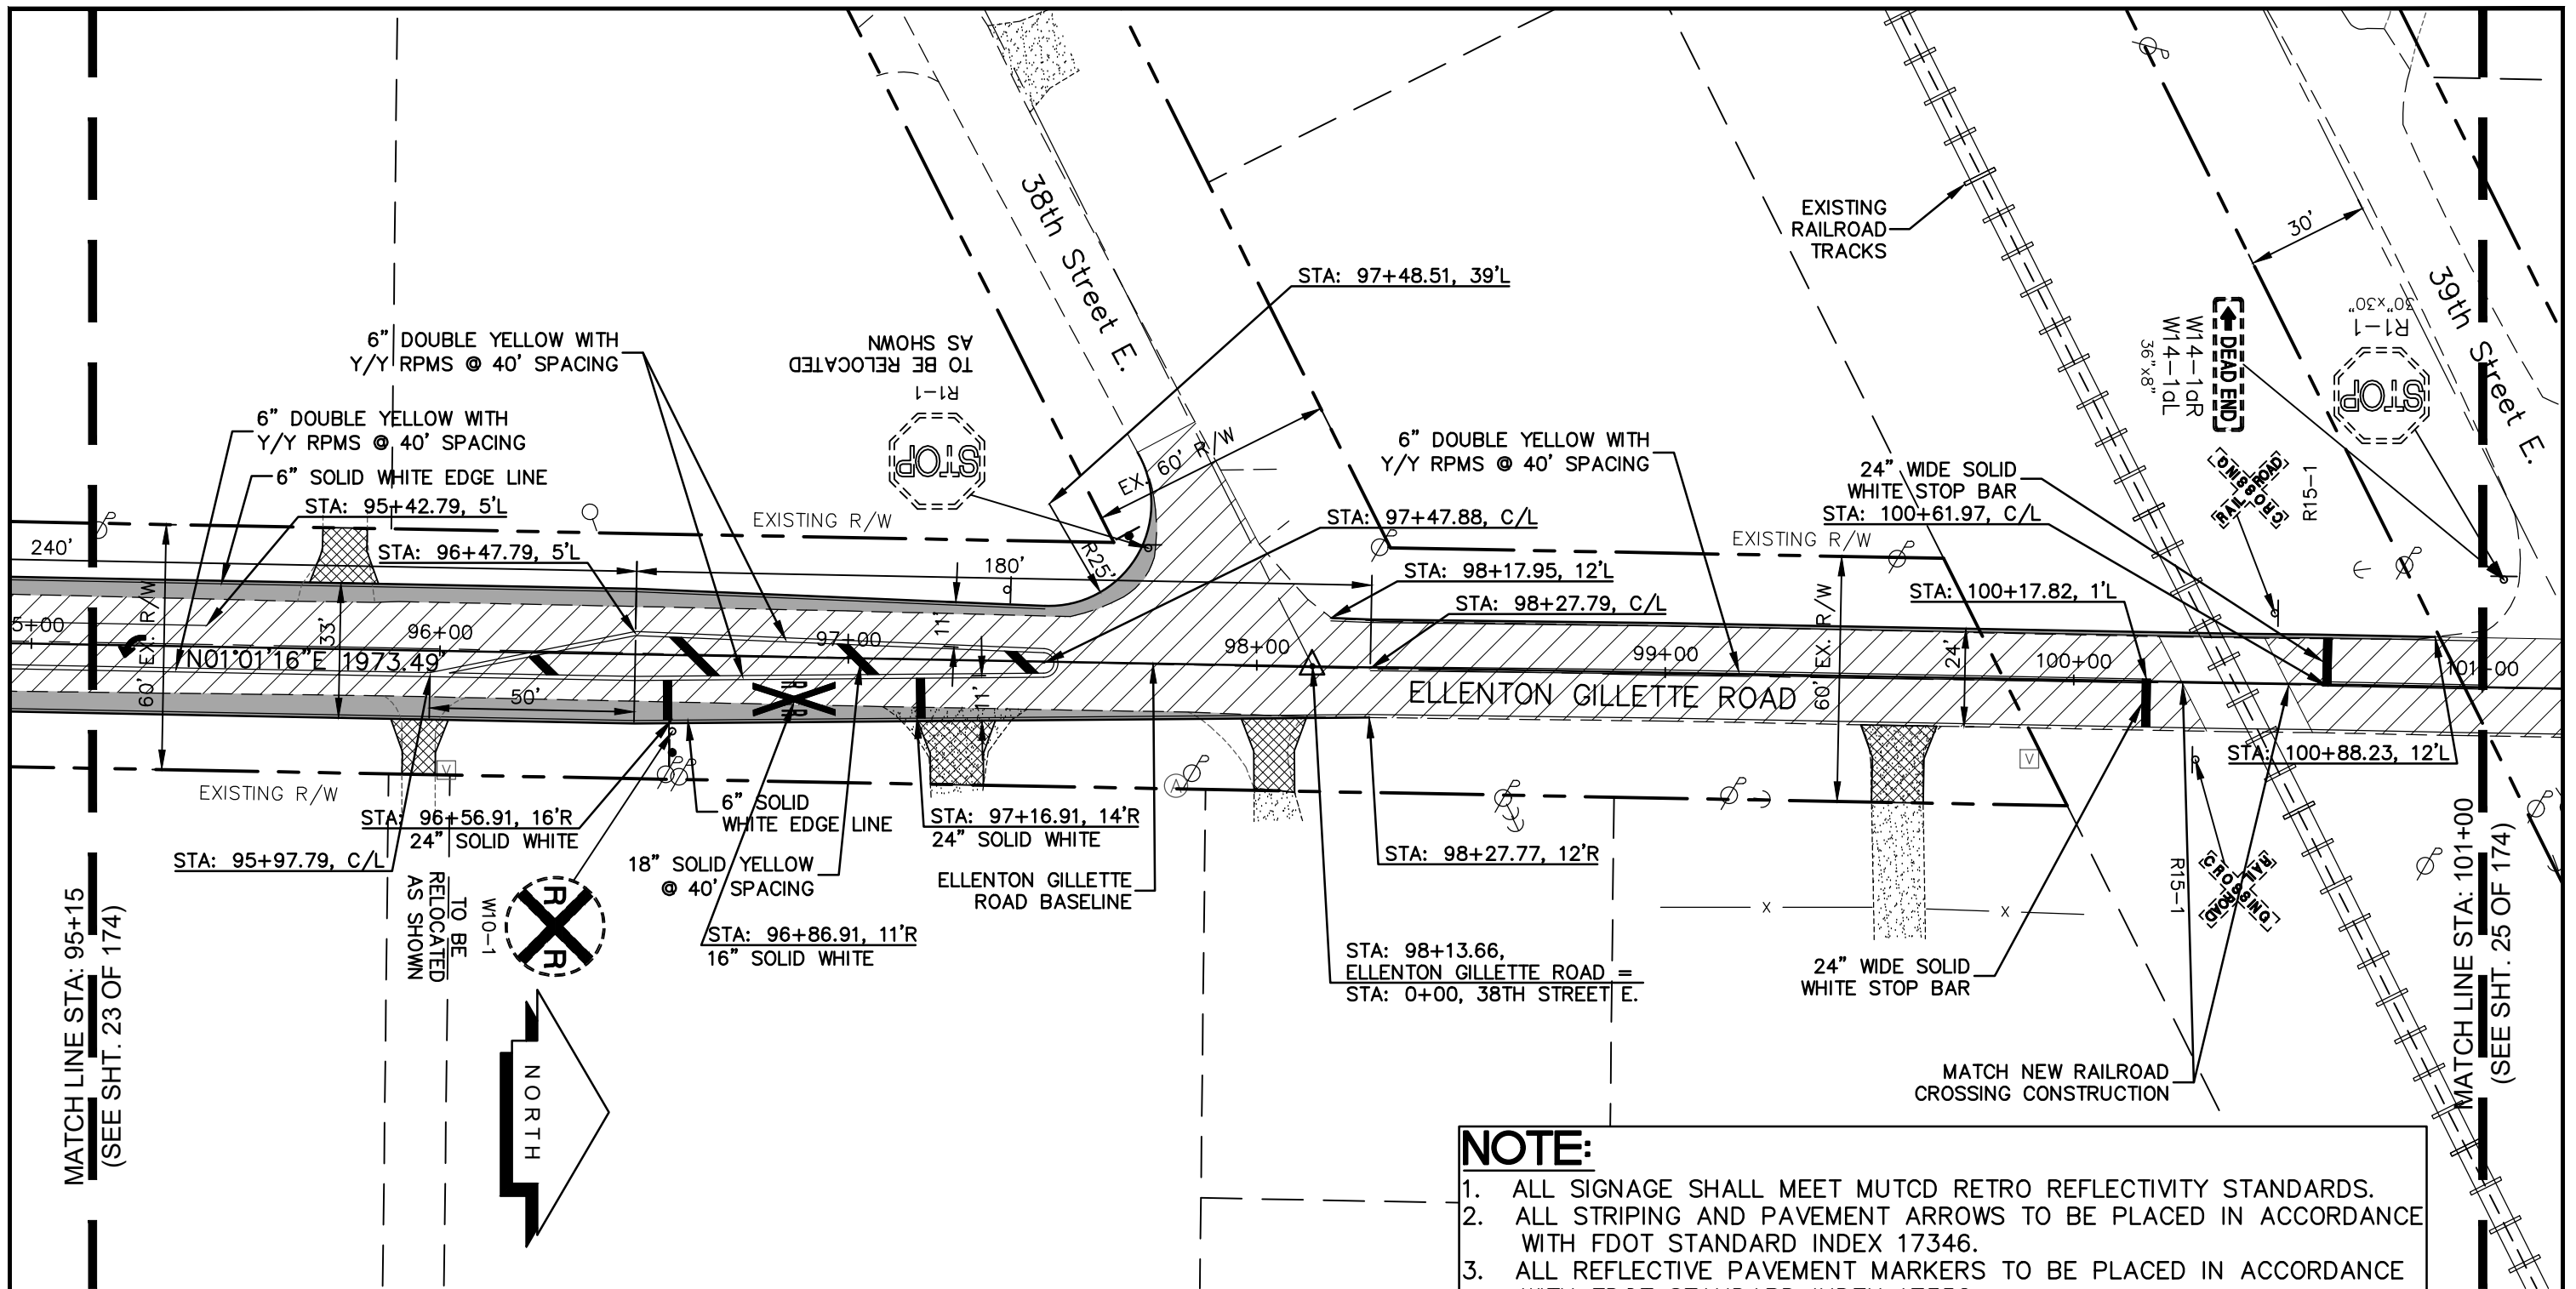 38th Street E.
EXISTING
RAILROAD
TRACKS
30'
39th Street E.
STA: 97+48.51, 39'L
6" DOUBLE YELLOW WITH
Y/Y RPMS @ 40' SPACING
TO BE RELOCATED
AS SHOWN
R1-1
STOP
W14-1aR
W14-1aL
36"x8"
DEAD END
30"x30"
R1-1
STOP
6" DOUBLE YELLOW WITH
Y/Y RPMS @ 40' SPACING
6" SOLID WHITE EDGE LINE
STA: 95+42.79, 5'L
EXISTING R/W
EX. 60' R/W
6" DOUBLE YELLOW WITH
Y/Y RPMS @ 40' SPACING
24" WIDE SOLID
WHITE STOP BAR
STA: 100+61.97, C/L
RAIL ROAD
CROSSING
R15-1
240'
STA: 96+47.79, 5'L
180'
R25'
STA: 97+47.88, C/L
EXISTING R/W
STA: 98+17.95, 12'L
STA: 98+27.79, C/L
STA: 100+17.82, 1'L
5+00
96+00
97+00
98+00
99+00
100+00
101+00
N01°01'16"E 1973.49'
60' EX. R/W
33'
11'
11'
50'
R R
ELLENTON GILLETTE ROAD
60' EX. R/W
24'
STA: 100+88.23, 12'L
EXISTING R/W
V
A
V
STA: 96+56.91, 16'R
24" SOLID WHITE
6" SOLID
WHITE EDGE LINE
STA: 97+16.91, 14'R
24" SOLID WHITE
STA: 95+97.79, C/L
18" SOLID YELLOW
@ 40' SPACING
ELLENTON GILLETTE
ROAD BASELINE
STA: 98+27.77, 12'R
W10-1
TO BE
RELOCATED
AS SHOWN
R R
STA: 96+86.91, 11'R
16" SOLID WHITE
STA: 98+13.66,
ELLENTON GILLETTE ROAD =
STA: 0+00, 38TH STREET E.
X
X
24" WIDE SOLID
WHITE STOP BAR
R15-1
RAIL ROAD
CROSSING
MATCH NEW RAILROAD
CROSSING CONSTRUCTION
MATCH LINE STA: 95+15
(SEE SHT. 23 OF 174)
MATCH LINE STA: 101+00
(SEE SHT. 25 OF 174)
NORTH
NOTE:
1. ALL SIGNAGE SHALL MEET MUTCD RETRO REFLECTIVITY STANDARDS.
2. ALL STRIPING AND PAVEMENT ARROWS TO BE PLACED IN ACCORDANCE
WITH FDOT STANDARD INDEX 17346.
3. ALL REFLECTIVE PAVEMENT MARKERS TO BE PLACED IN ACCORDANCE